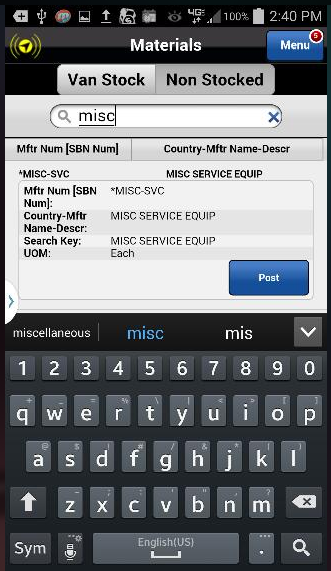 4G 100% 2:40 PM
Materials
Menu 5
Van Stock Non Stocked
misc
Mftr Num [SBN Num] Country-Mftr Name-Descr
*MISC-SVC MISC SERVICE EQUIP
Mftr Num [SBN Num]: *MISC-SVC
Country-Mftr Name-Descr: MISC SERVICE EQUIP
Search Key: MISC SERVICE EQUIP
UOM: Each
Post
miscellaneous misc mis
1 2 3 4 5 6 7 8 9 0
q w e r t y u i o p
a s d f g h j k l
z x c v b n m
Sym English(US) .